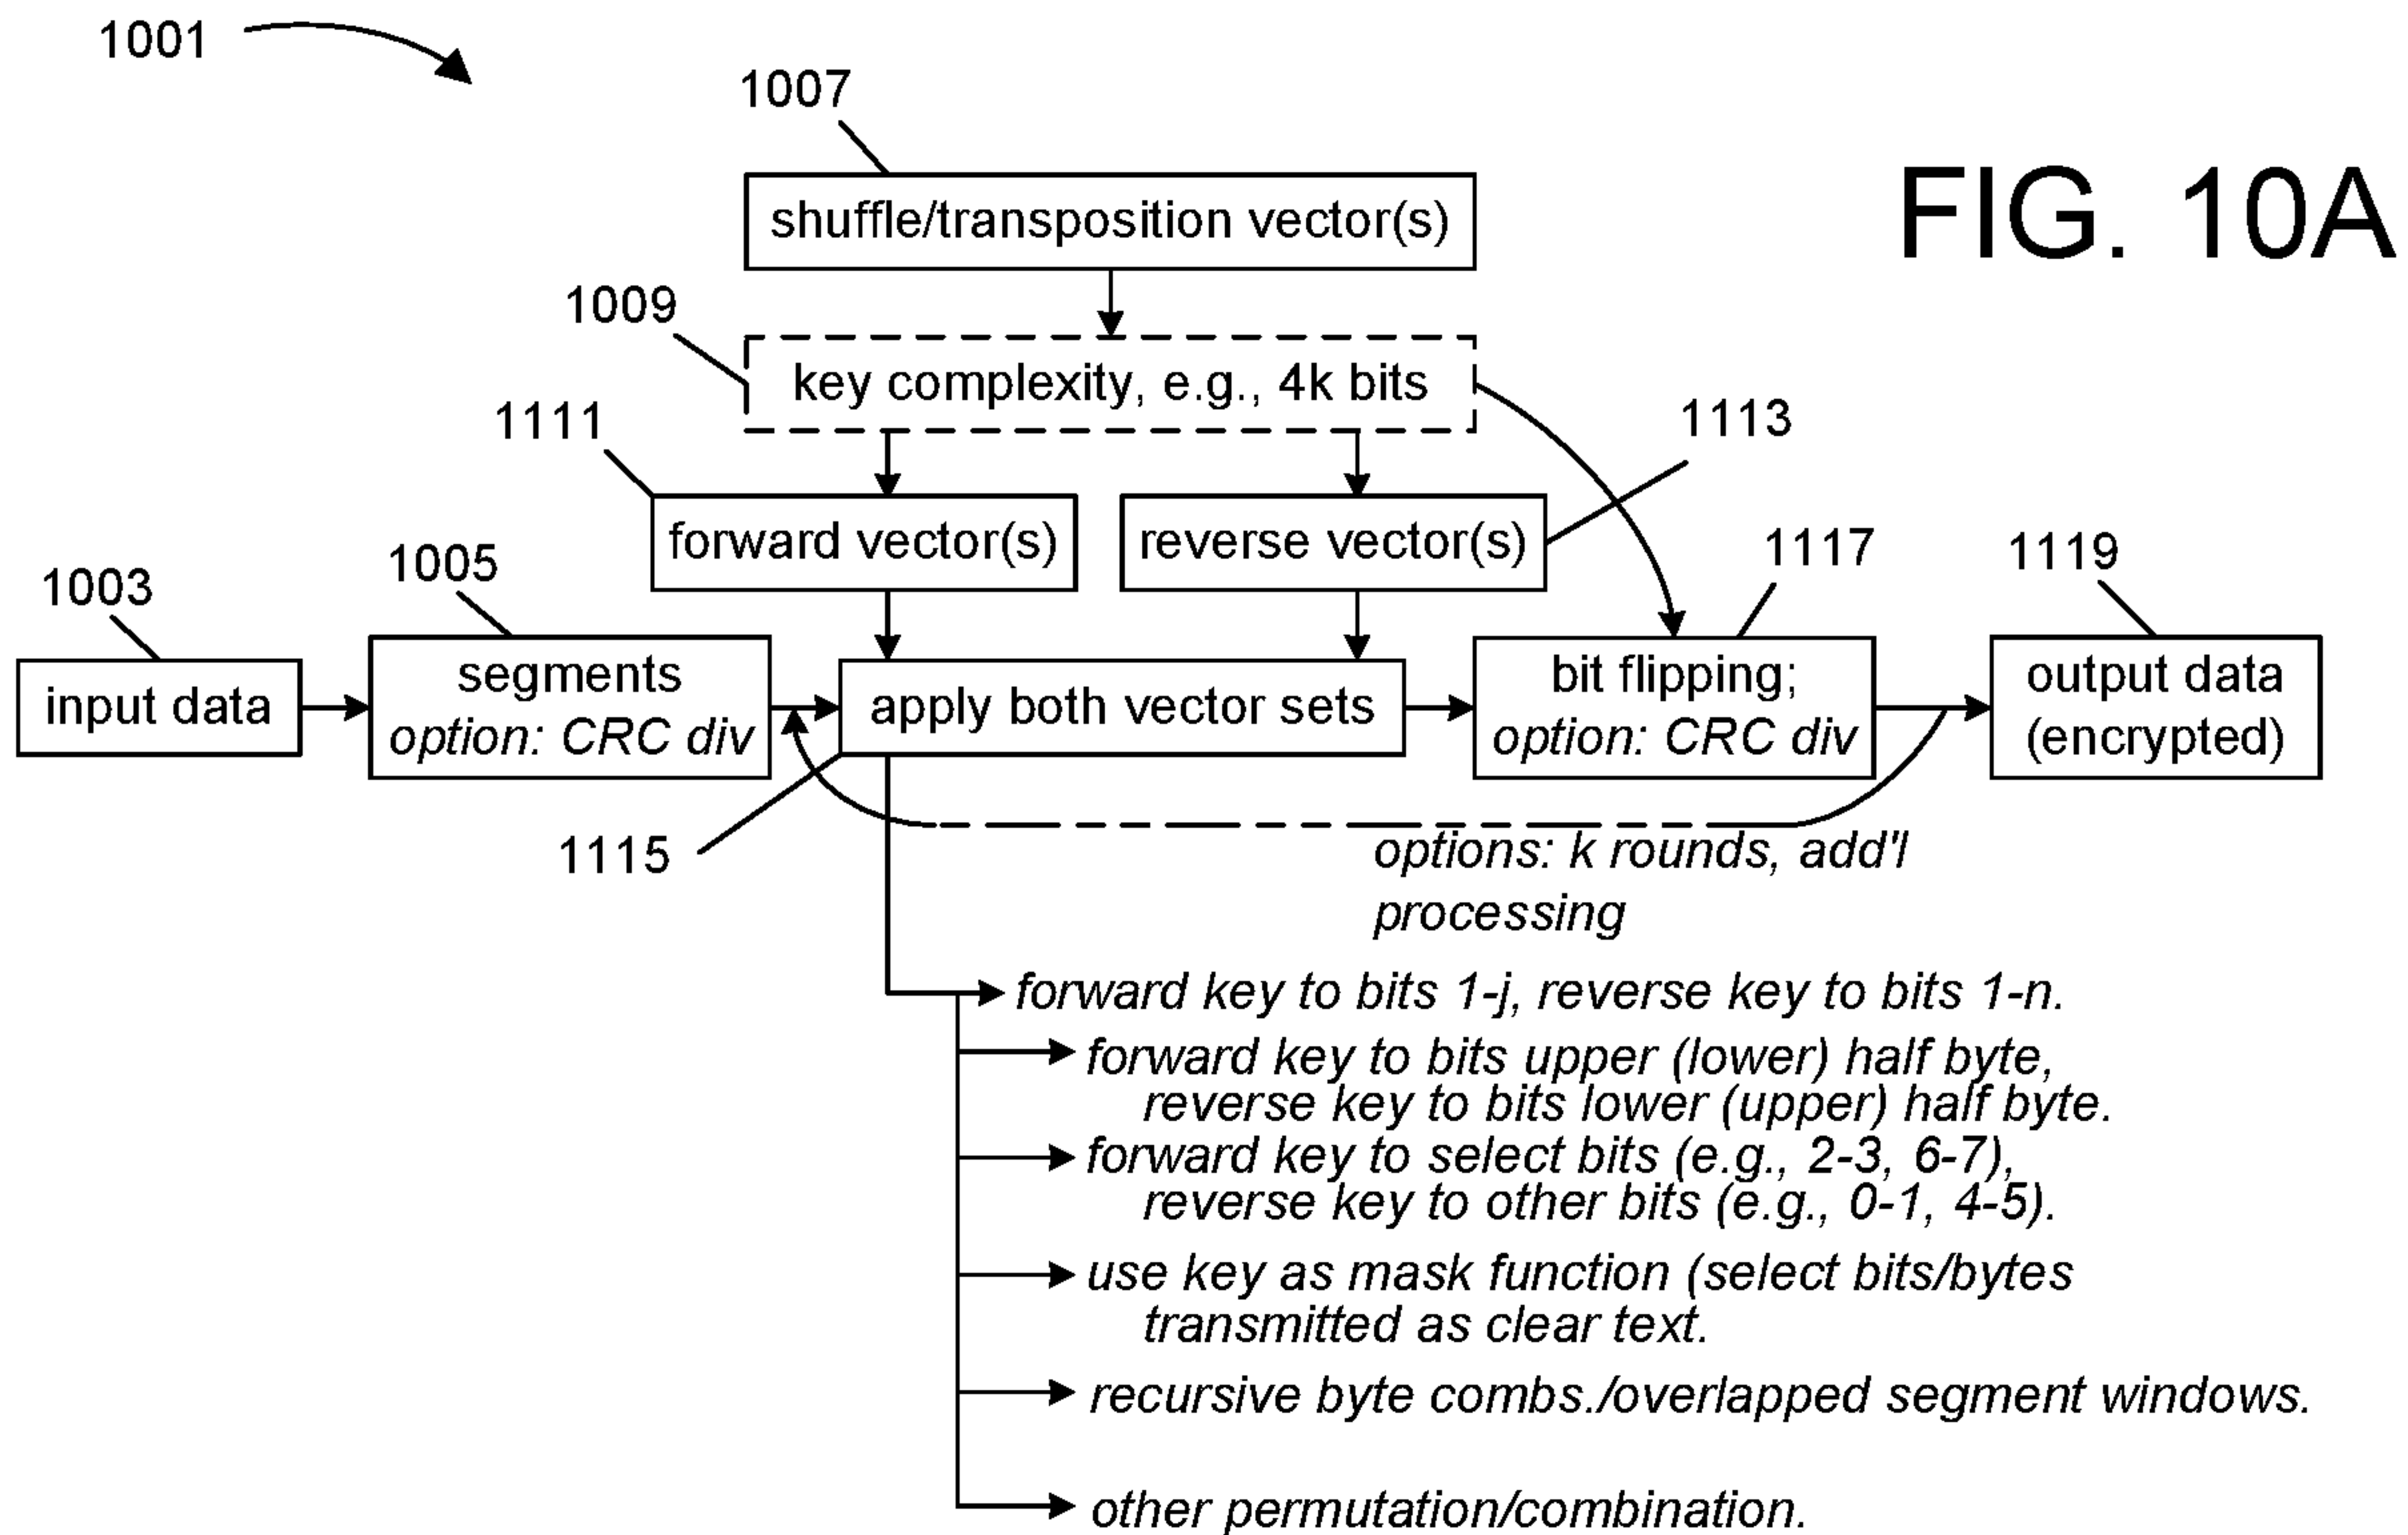 1001
1007
FIG. 10A
shuffle/transposition vector(s)
1009
key complexity, e.g., 4k bits
1111
1113
forward vector(s)
reverse vector(s)
1003
1005
1117
1119
input data
segments
option: CRC div
apply both vector sets
bit flipping;
option: CRC div
output data
(encrypted)
1115
options: k rounds, add'l
processing
forward key to bits 1-j, reverse key to bits 1-n.
forward key to bits upper (lower) half byte,
reverse key to bits lower (upper) half byte.
forward key to select bits (e.g., 2-3, 6-7),
reverse key to other bits (e.g., 0-1, 4-5).
use key as mask function (select bits/bytes
transmitted as clear text.
recursive byte combs./overlapped segment windows.
other permutation/combination.